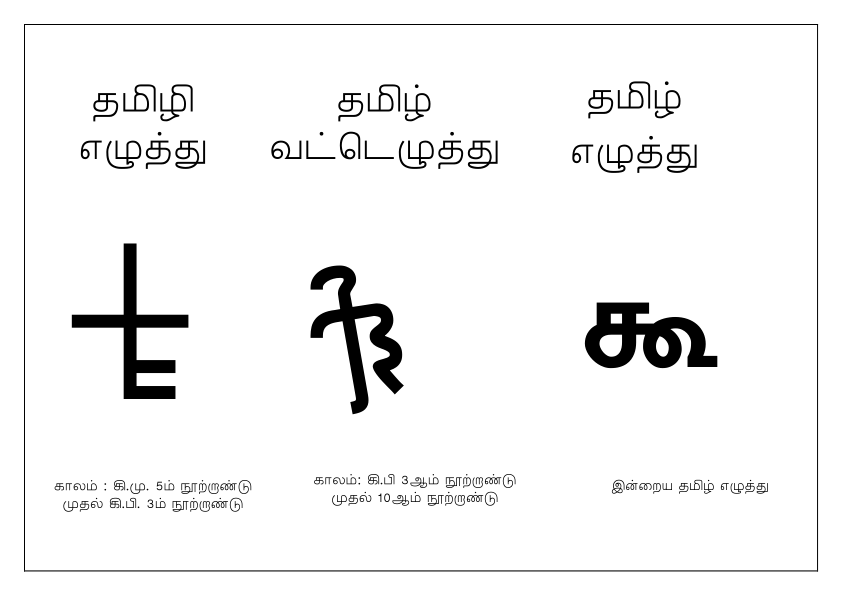 தமிழி
எழுத்து
தமிழ்
வட்டெழுத்து
தமிழ்
எழுத்து
𑀓𑀽
கூ
காலம் : கி.மு. 5ம் நூற்றாண்டு
முதல் கி.பி. 3ம் நூற்றாண்டு
காலம்: கி.பி 3ஆம் நூற்றாண்டு
முதல் 10ஆம் நூற்றாண்டு
இன்றைய தமிழ் எழுத்து